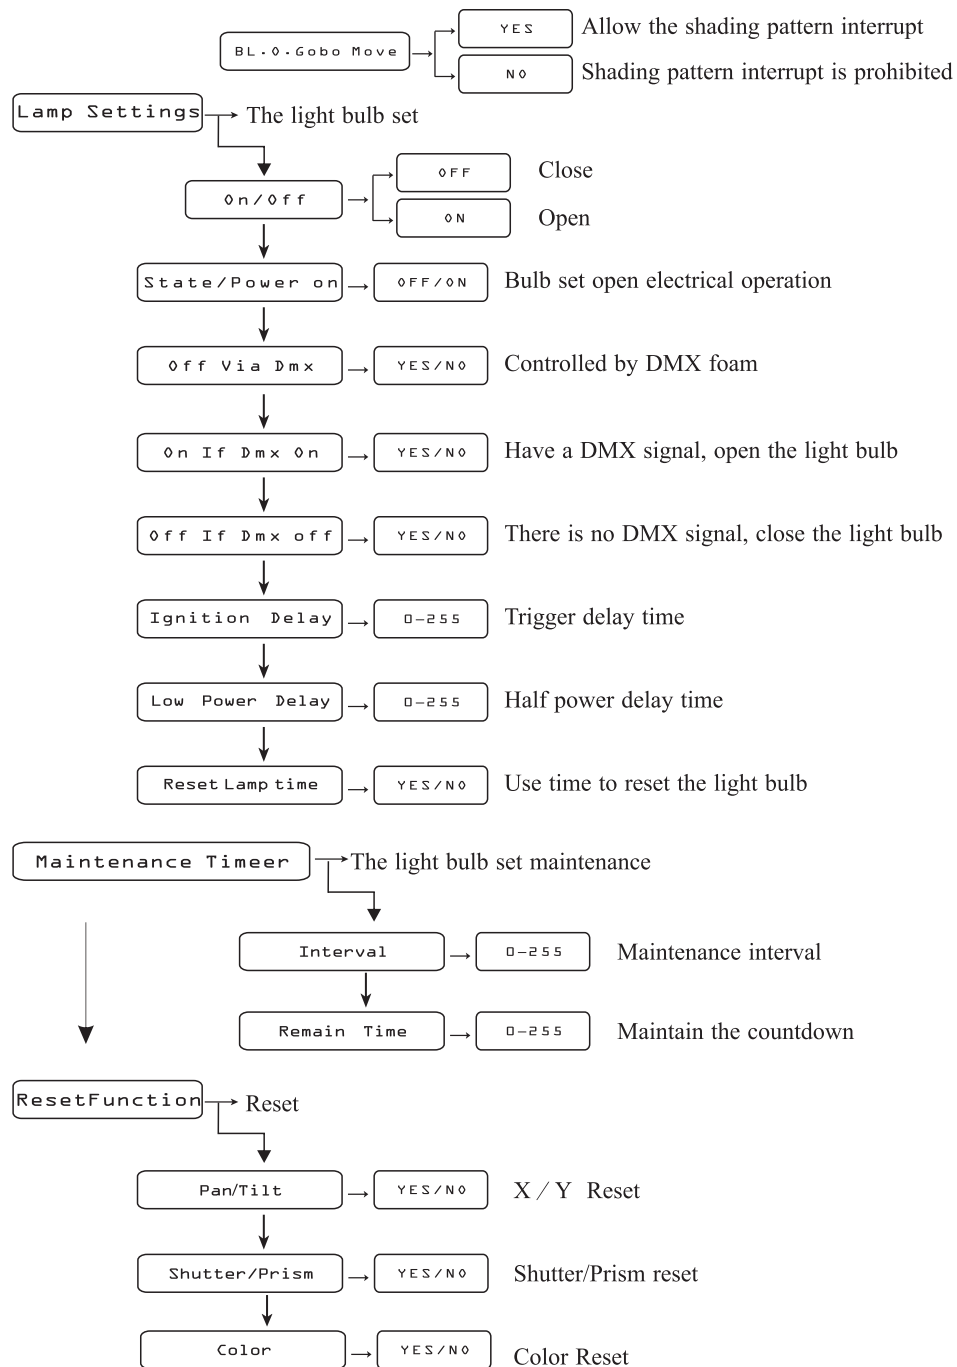 BL.O.Gobo Move YES Allow the shading pattern interrupt
NO Shading pattern interrupt is prohibited
Lamp Settings The light bulb set
On/Off OFF Close
ON Open
State/Power on OFF/ON Bulb set open electrical operation
Off Via Dmx YES/NO Controlled by DMX foam
On If Dmx On YES/NO Have a DMX signal, open the light bulb
Off If Dmx off YES/NO There is no DMX signal, close the light bulb
Ignition Delay 0-255 Trigger delay time
Low Power Delay 0-255 Half power delay time
Reset Lamp time YES/NO Use time to reset the light bulb
Maintenance Timeer The light bulb set maintenance
Interval 0-255 Maintenance interval
Remain Time 0-255 Maintain the countdown
ResetFunction Reset
Pan/Tilt YES/NO X / Y Reset
Shutter/Prism YES/NO Shutter/Prism reset
Color YES/NO Color Reset